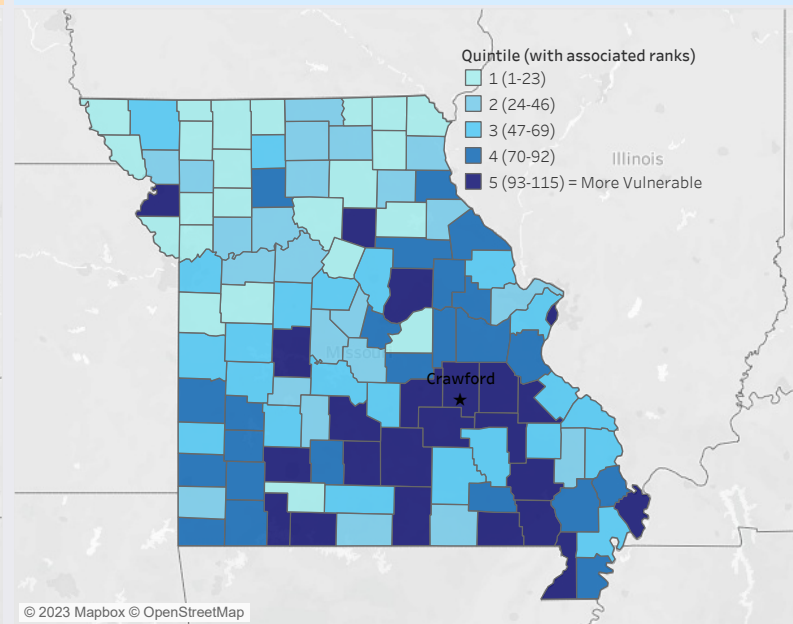 Quintile (with associated ranks)
1 (1-23)
2 (24-46)
3 (47-69)
4 (70-92)
5 (93-115) = More Vulnerable
Illinois
Missouri
Crawford
★
© 2023 Mapbox © OpenStreetMap